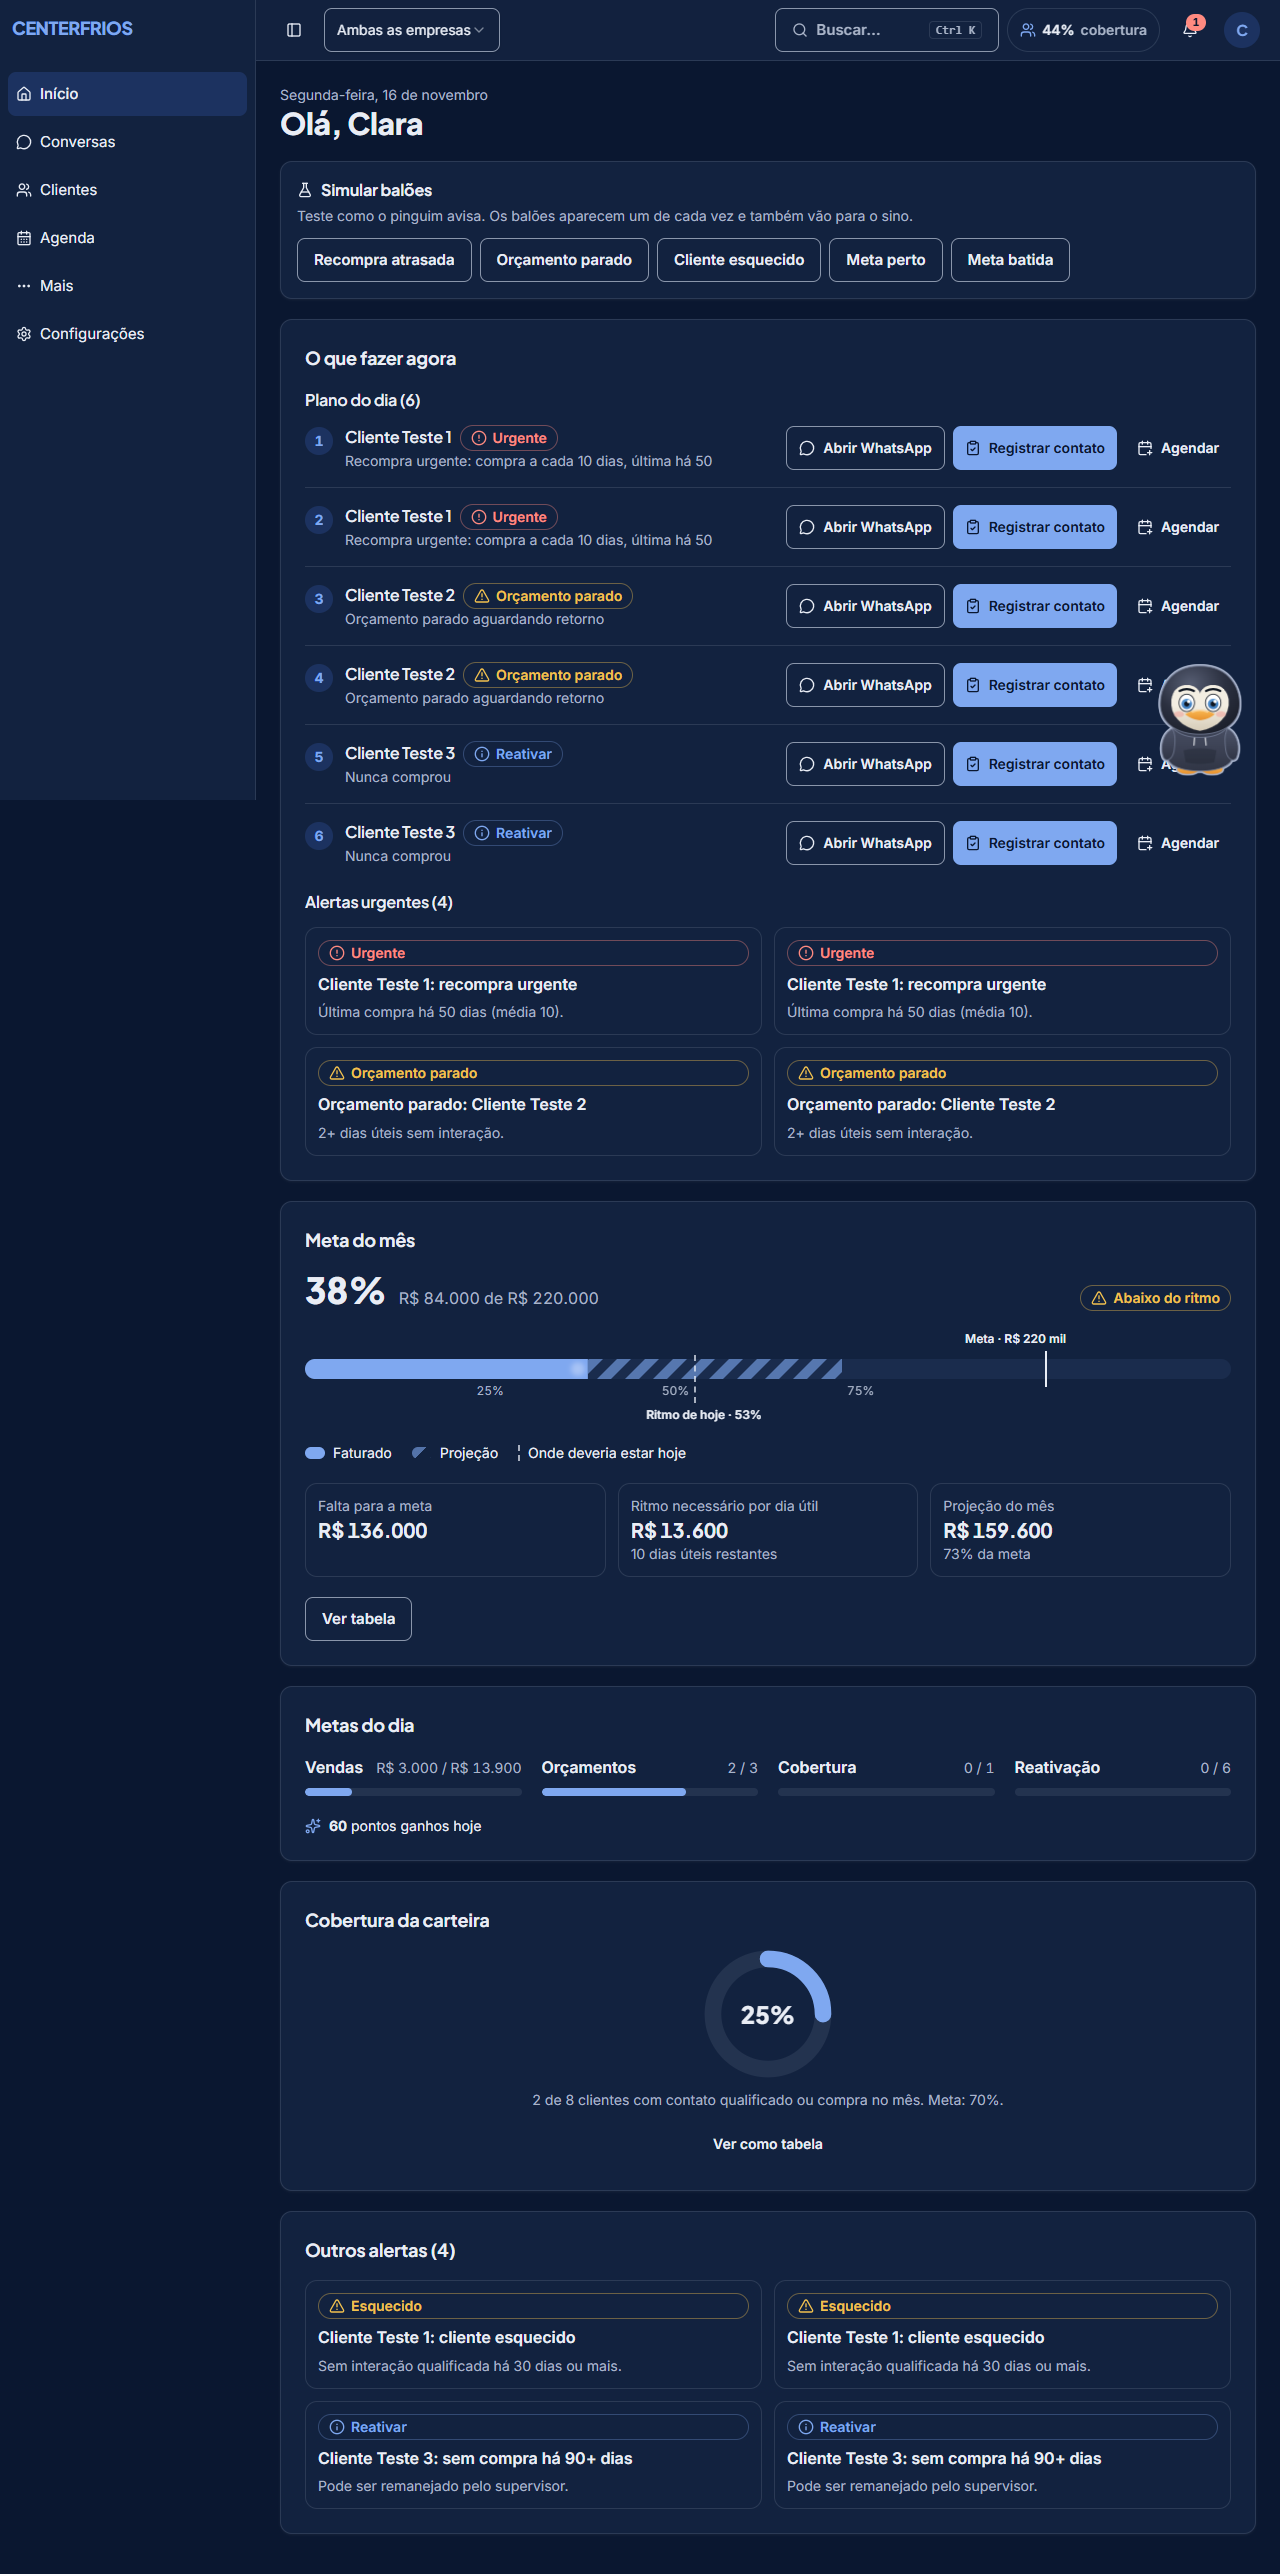 CENTERFRIOS
Ambas as empresas
Buscar...
Ctrl K
44% cobertura
1
C
Início
Conversas
Clientes
Agenda
Mais
Configurações
Segunda-feira, 16 de novembro
Olá, Clara
Simular balões
Teste como o pinguim avisa. Os balões aparecem um de cada vez e também vão para o sino.
Recompra atrasada
Orçamento parado
Cliente esquecido
Meta perto
Meta batida
O que fazer agora
Plano do dia (6)
1
Cliente Teste 1
Urgente
Recompra urgente: compra a cada 10 dias, última há 50
Abrir WhatsApp
Registrar contato
Agendar
2
Cliente Teste 1
Urgente
Recompra urgente: compra a cada 10 dias, última há 50
Abrir WhatsApp
Registrar contato
Agendar
3
Cliente Teste 2
Orçamento parado
Orçamento parado aguardando retorno
Abrir WhatsApp
Registrar contato
Agendar
4
Cliente Teste 2
Orçamento parado
Orçamento parado aguardando retorno
Abrir WhatsApp
Registrar contato
5
Cliente Teste 3
Reativar
Nunca comprou
Abrir WhatsApp
Registrar contato
6
Cliente Teste 3
Reativar
Nunca comprou
Abrir WhatsApp
Registrar contato
Agendar
Alertas urgentes (4)
Urgente
Cliente Teste 1: recompra urgente
Última compra há 50 dias (média 10).
Urgente
Cliente Teste 1: recompra urgente
Última compra há 50 dias (média 10).
Orçamento parado
Orçamento parado: Cliente Teste 2
2+ dias úteis sem interação.
Orçamento parado
Orçamento parado: Cliente Teste 2
2+ dias úteis sem interação.
Meta do mês
38% R$ 84.000 de R$ 220.000
Abaixo do ritmo
Meta · R$ 220 mil
25%
50%
75%
Ritmo de hoje · 53%
Faturado
Projeção
Onde deveria estar hoje
Falta para a meta
R$ 136.000
Ritmo necessário por dia útil
R$ 13.600
10 dias úteis restantes
Projeção do mês
R$ 159.600
73% da meta
Ver tabela
Metas do dia
Vendas R$ 3.000 / R$ 13.900
Orçamentos 2 / 3
Cobertura 0 / 1
Reativação 0 / 6
60 pontos ganhos hoje
Cobertura da carteira
25%
2 de 8 clientes com contato qualificado ou compra no mês. Meta: 70%.
Ver como tabela
Outros alertas (4)
Esquecido
Cliente Teste 1: cliente esquecido
Sem interação qualificada há 30 dias ou mais.
Esquecido
Cliente Teste 1: cliente esquecido
Sem interação qualificada há 30 dias ou mais.
Reativar
Cliente Teste 3: sem compra há 90+ dias
Pode ser remanejado pelo supervisor.
Reativar
Cliente Teste 3: sem compra há 90+ dias
Pode ser remanejado pelo supervisor.